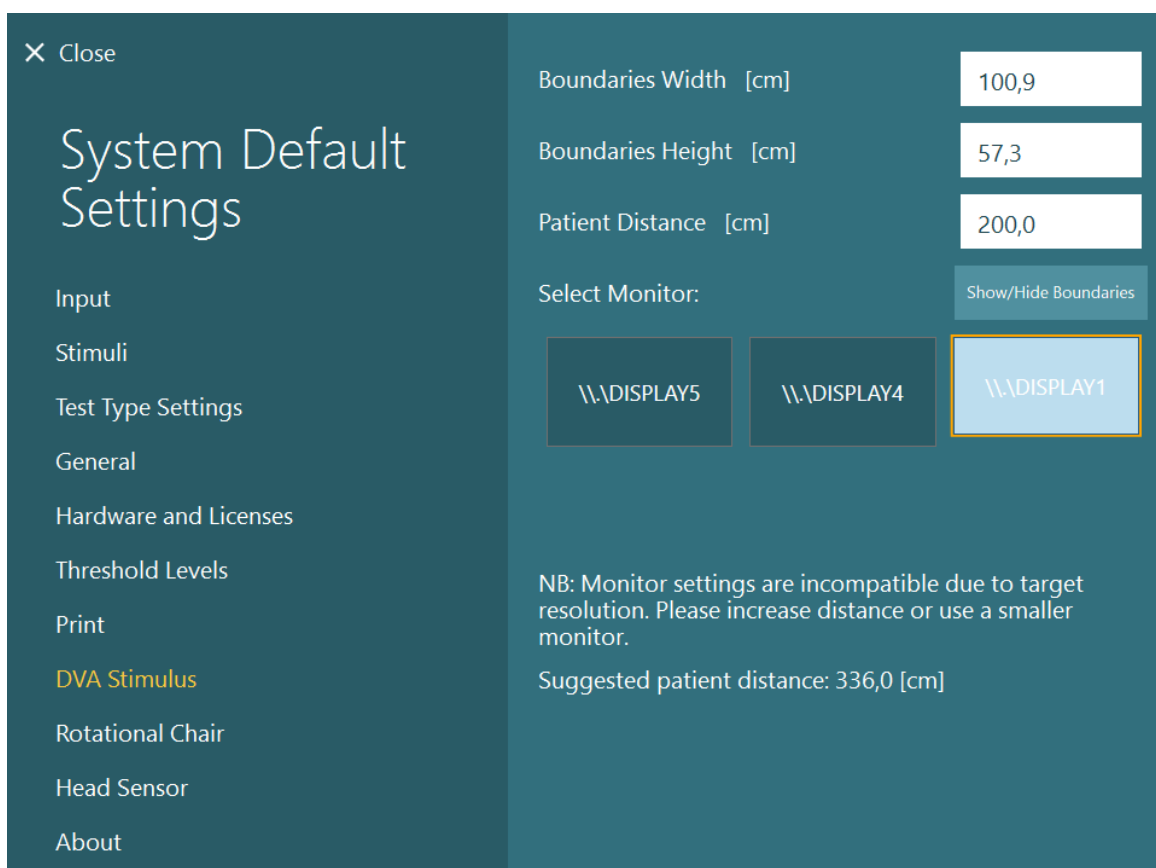 Close
System Default
Settings
Input
Stimuli
Test Type Settings
General
Hardware and Licenses
Threshold Levels
Print
DVA Stimulus
Rotational Chair
Head Sensor
About
Boundaries Width [cm]
100,9
Boundaries Height [cm]
57,3
Patient Distance [cm]
200,0
Select Monitor:
Show/Hide Boundaries
\\.\DISPLAY5
\\.\DISPLAY4
\\.\DISPLAY1
NB: Monitor settings are incompatible due to target
resolution. Please increase distance or use a smaller
monitor.
Suggested patient distance: 336,0 [cm]